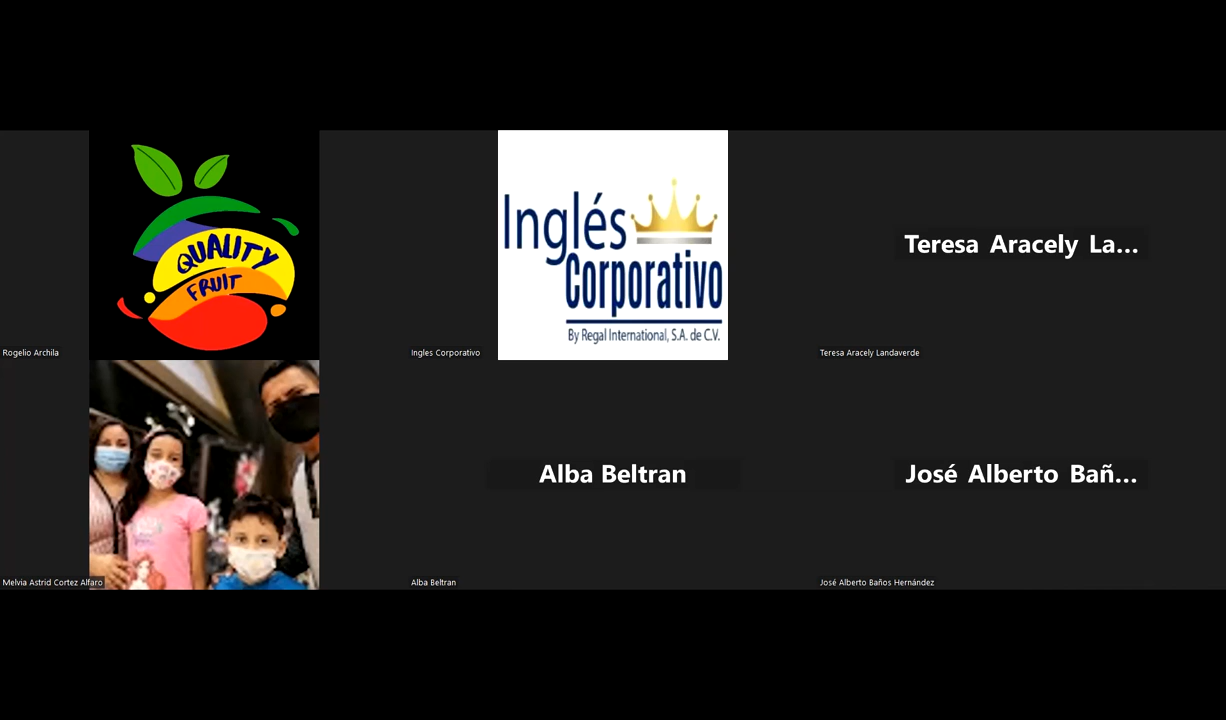 QUALITY
FRUIT
Rogelio Archila
Inglés
Corporativo
By Regal International, S.A. de C.V.
Ingles Corporativo
Teresa Aracely La...
Teresa Aracely Landaverde
Melvia Astrid Cortez Alfaro
Alba Beltran
Alba Beltran
José Alberto Bañ...
José Alberto Baños Hernández